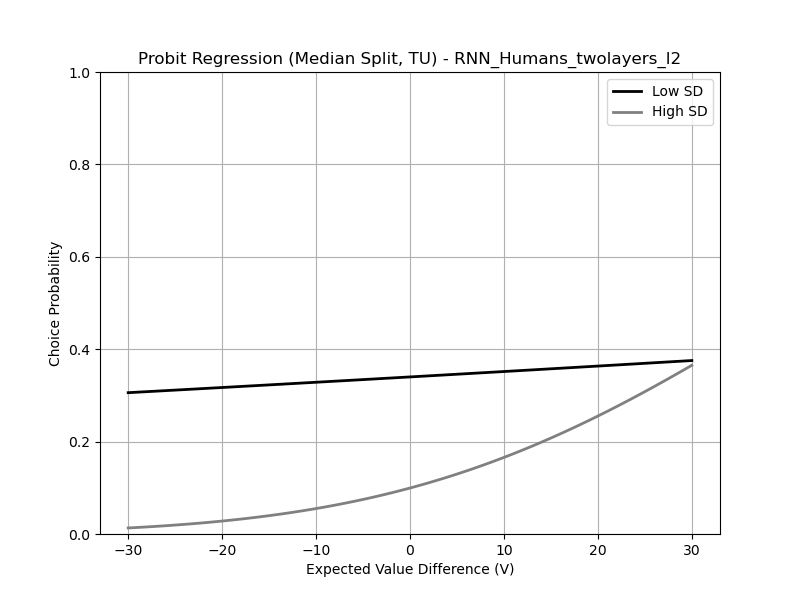 Probit Regression (Median Split, TU) - RNN_Humans_twolayers_l2
1.0
Low SD
High SD
0.8
0.6
Choice Probability
0.4
0.2
0.0
−30
−20
−10
0
10
20
30
Expected Value Difference (V)